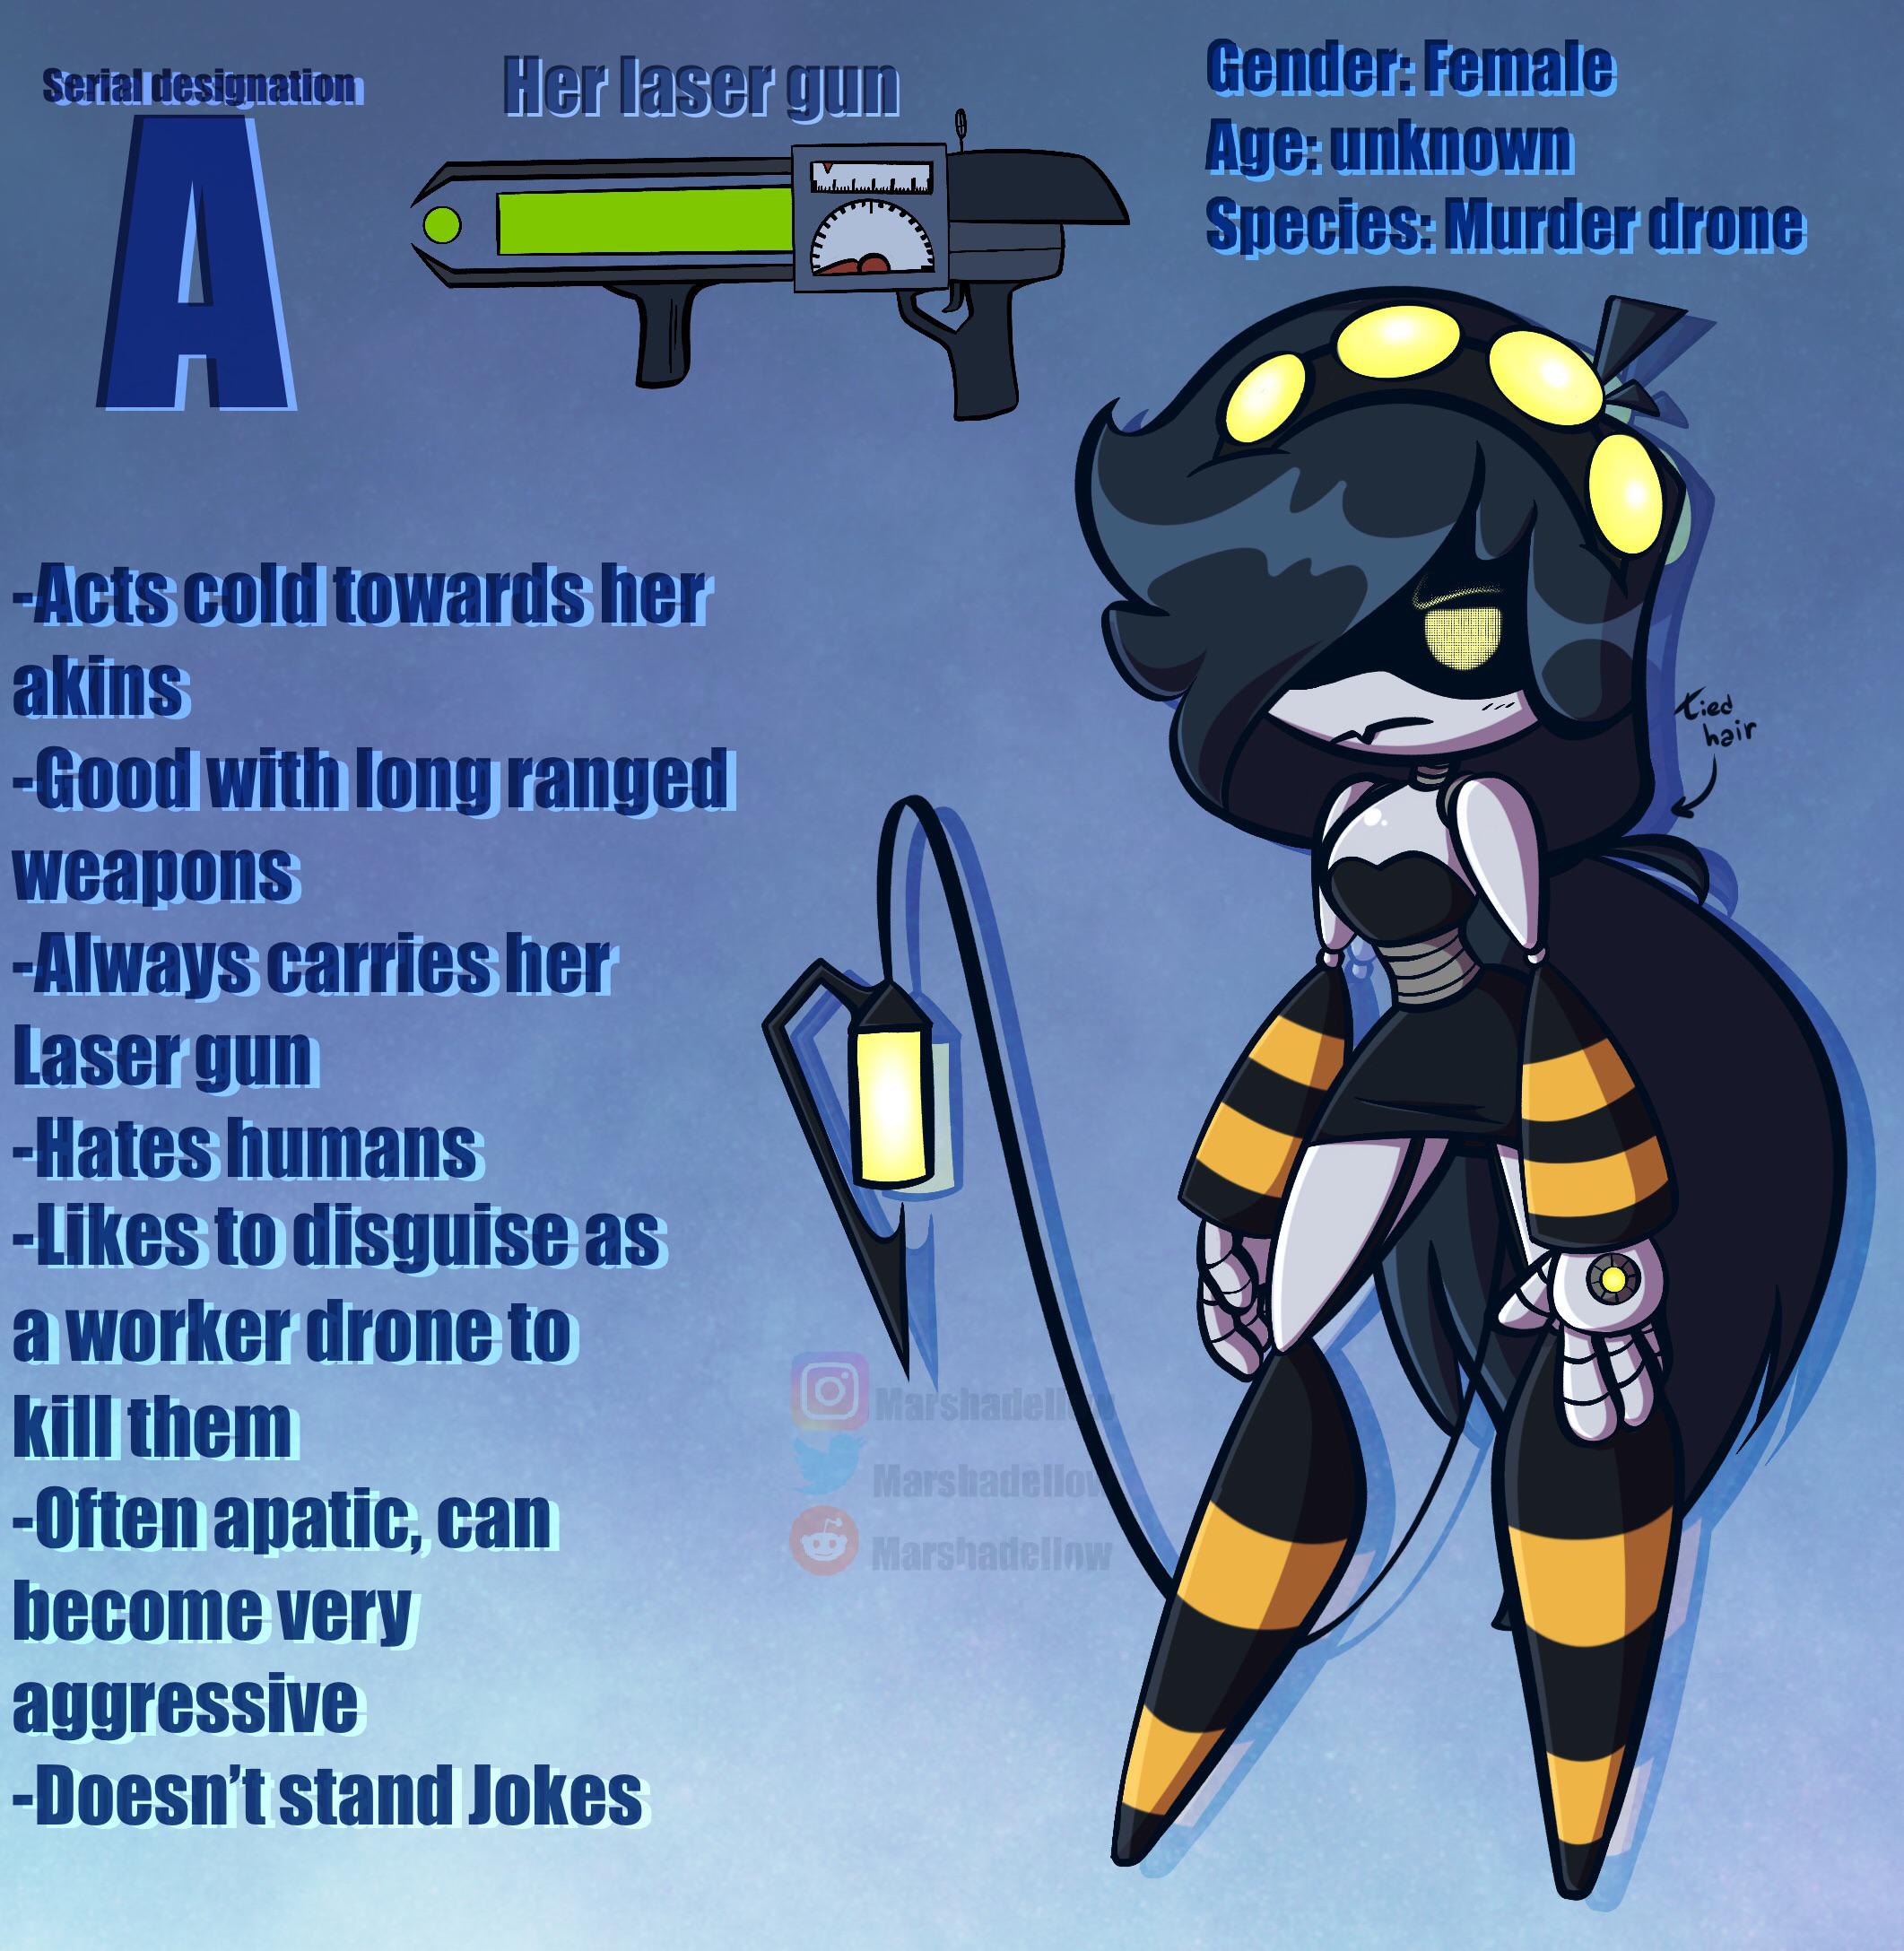 Serial designation
A
Her laser gun
Gender: Female
Age: unknown
Species: Murder drone
-Acts cold towards her
akins
-Good with long ranged
weapons
-Always carries her
Laser gun
-Hates humans
-Likes to disguise as
a worker drone to
kill them
-Often apatic, can
become very
aggressive
-Doesn't stand Jokes
tied
hair
Marshadellow
Marshadellow
Marshadellow